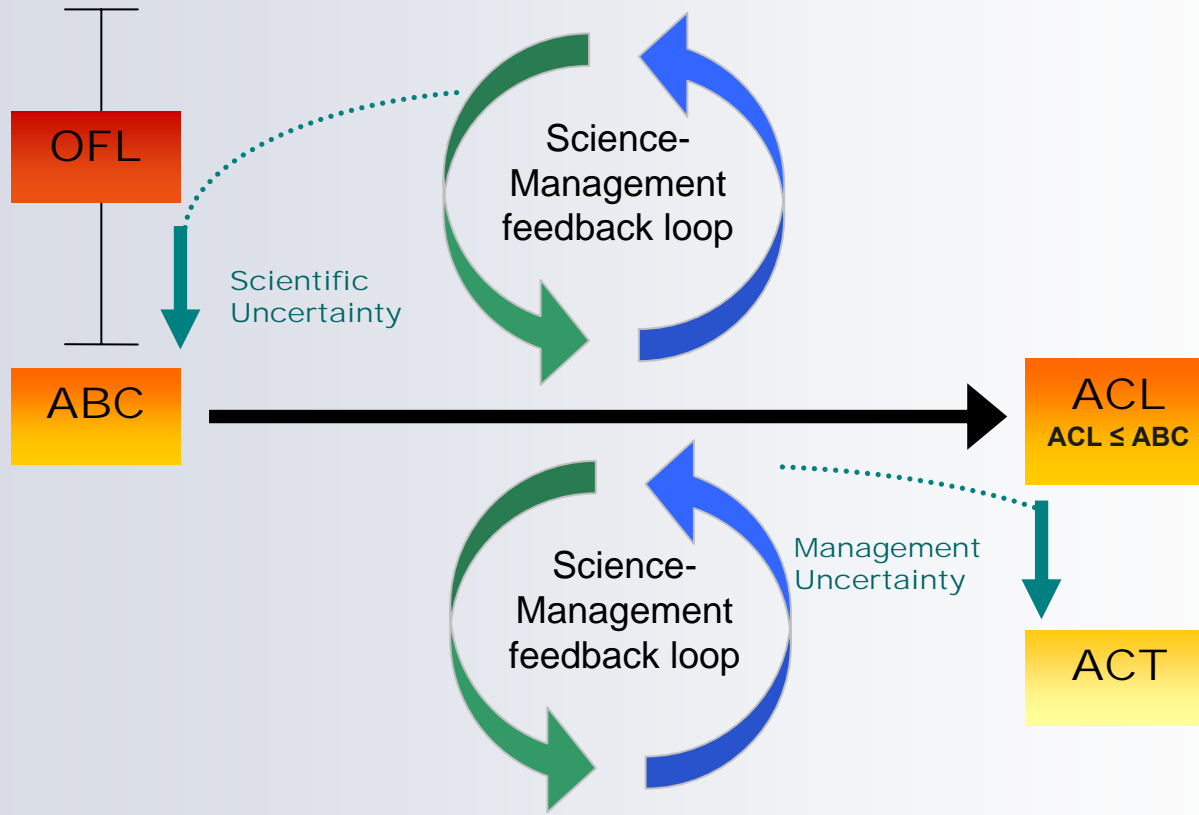 OFL
Science-
Management
feedback loop
Scientific
Uncertainty
ABC
ACL
ACL ≤ ABC
Science-
Management
feedback loop
Management
Uncertainty
ACT